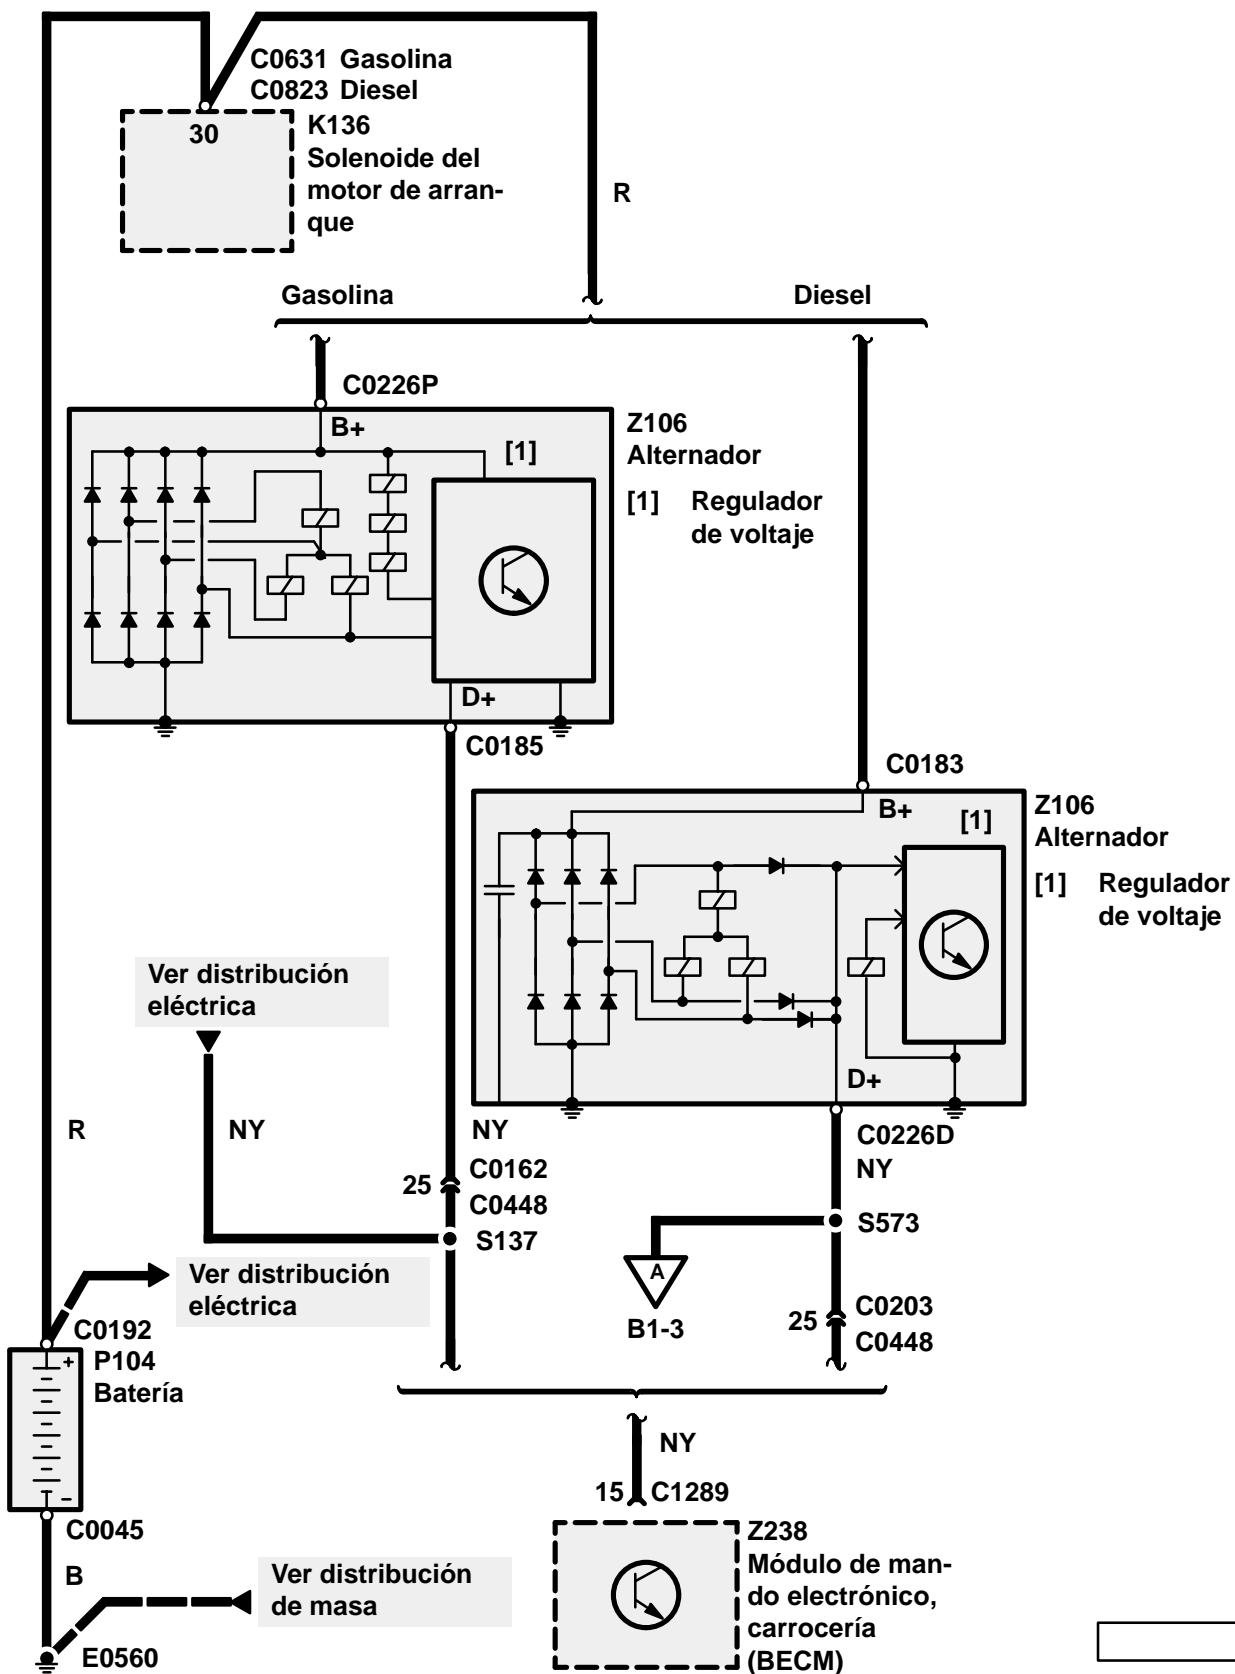 C0631 Gasolina
C0823 Diesel
30
K136
Solenoide del
motor de arran-
que
R
Gasolina
Diesel
C0226P
B+
[1]
Z106
Alternador
[1] Regulador
de voltaje
D+
C0185
C0183
B+
[1]
Z106
Alternador
[1] Regulador
de voltaje
D+
Ver distribución
eléctrica
R
NY
NY
C0226D
NY
25
C0162
C0448
S137
S573
A
B1-3
25
C0203
C0448
Ver distribución
eléctrica
C0192
P104
Batería
+
−
NY
15
C1289
C0045
B
Ver distribución
de masa
E0560
Z238
Módulo de man-
do electrónico,
carrocería
(BECM)